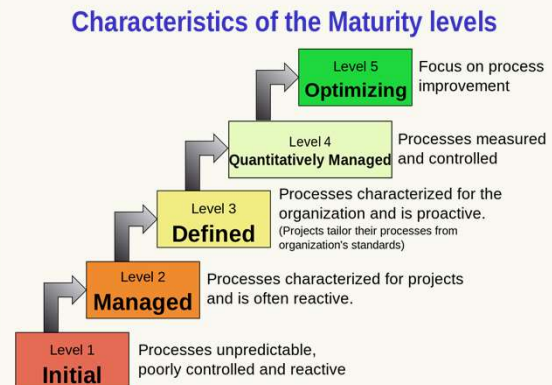 Characteristics of the Maturity levels
Level 5
Optimizing
Focus on process
improvement
Level 4
Quantitatively Managed
Processes measured
and controlled
Level 3
Defined
Processes characterized for the
organization and is proactive.
(Projects tailor their processes from
organization's standards)
Level 2
Managed
Processes characterized for projects
and is often reactive.
Level 1
Initial
Processes unpredictable,
poorly controlled and reactive